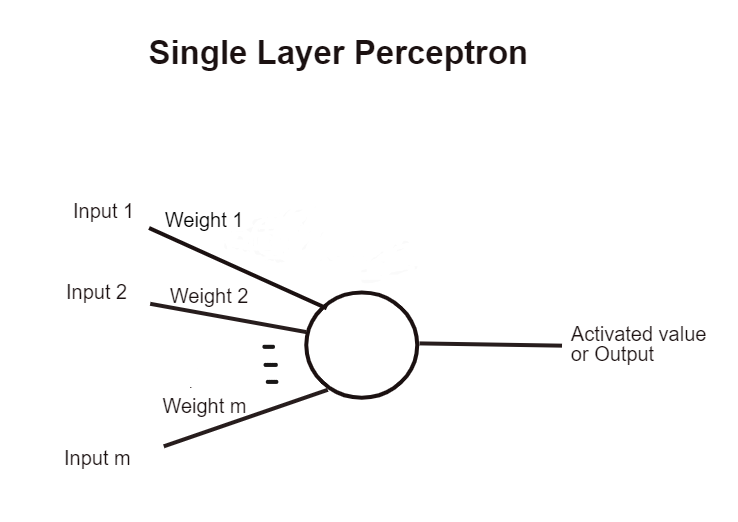 Single Layer Perceptron
Input 1
Weight 1
Input 2
Weight 2
Activated value
or Output
Weight m
Input m